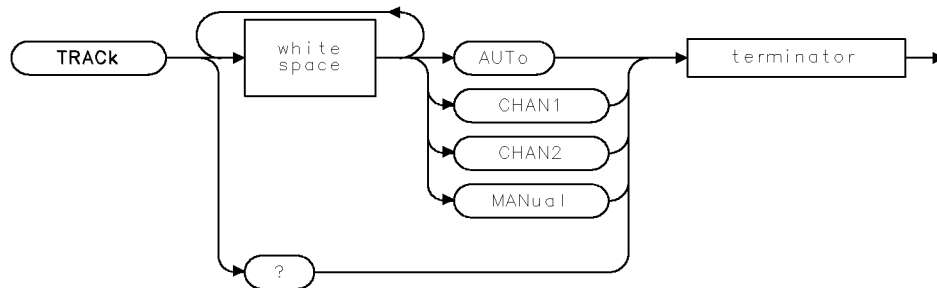 TRACk
white
space
AUTo
terminator
CHAN1
CHAN2
MANual
?